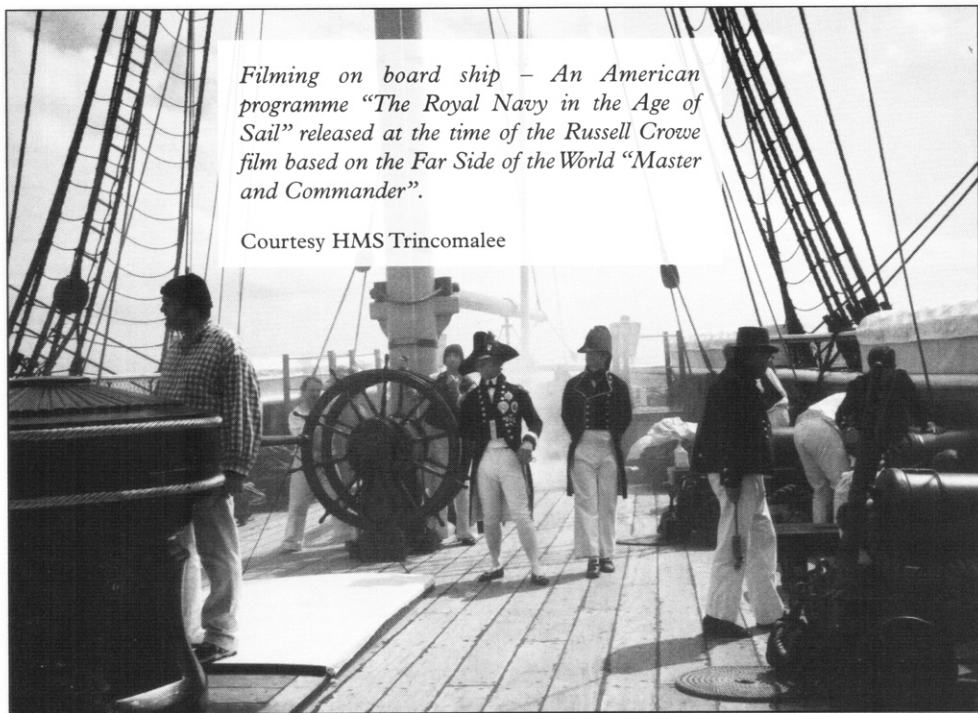 Filming on board ship – An American
programme “The Royal Navy in the Age of
Sail” released at the time of the Russell Crowe
film based on the Far Side of the World “Master
and Commander”.
Courtesy HMS Trincomalee